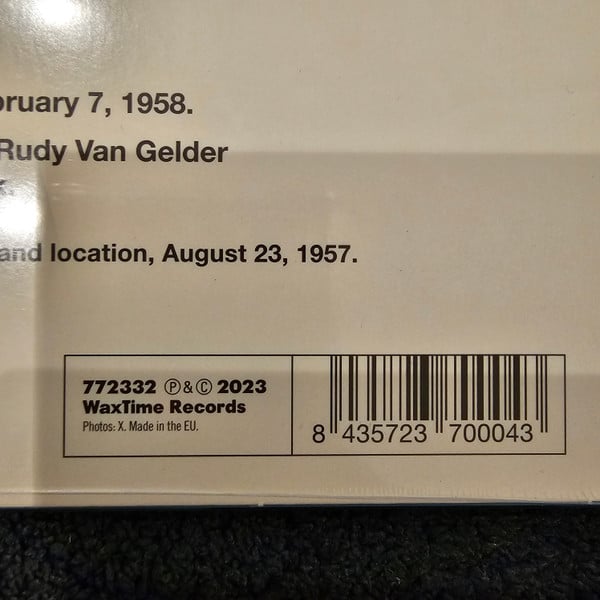 bruary 7, 1958.
Rudy Van Gelder
and location, August 23, 1957.
772332 Ⓟ & Ⓒ 2023
WaxTime Records
Photos: X. Made in the EU.
8 435723 700043